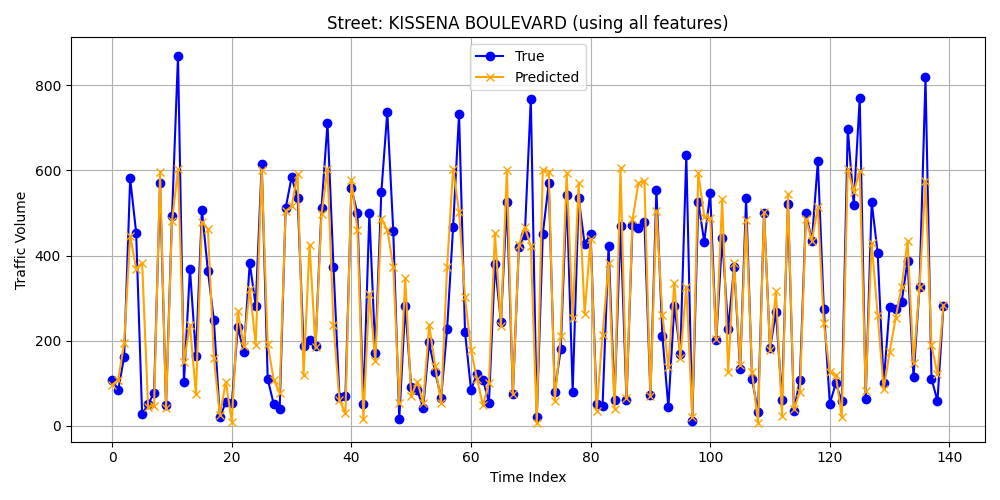 Street: KISSENA BOULEVARD (using all features)
True
Predicted
Traffic Volume
800
600
400
200
0
0 20 40 60 80 100 120 140
Time Index